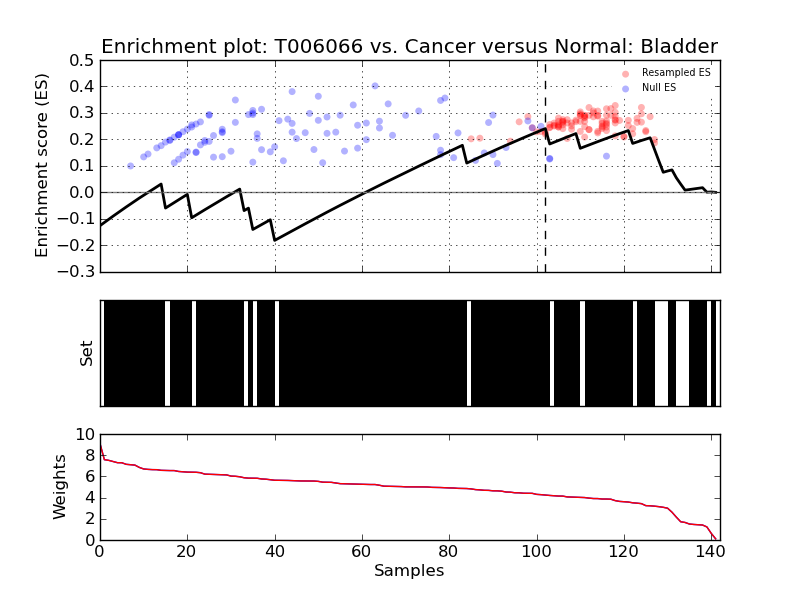 Enrichment plot: T006066 vs. Cancer versus Normal: Bladder
Enrichment score (ES)
0.5
0.4
0.3
0.2
0.1
0.0
−0.1
−0.2
−0.3
Resampled ES
Null ES
Set
Weights
10
8
6
4
2
0
0 20 40 60 80 100 120 140
Samples